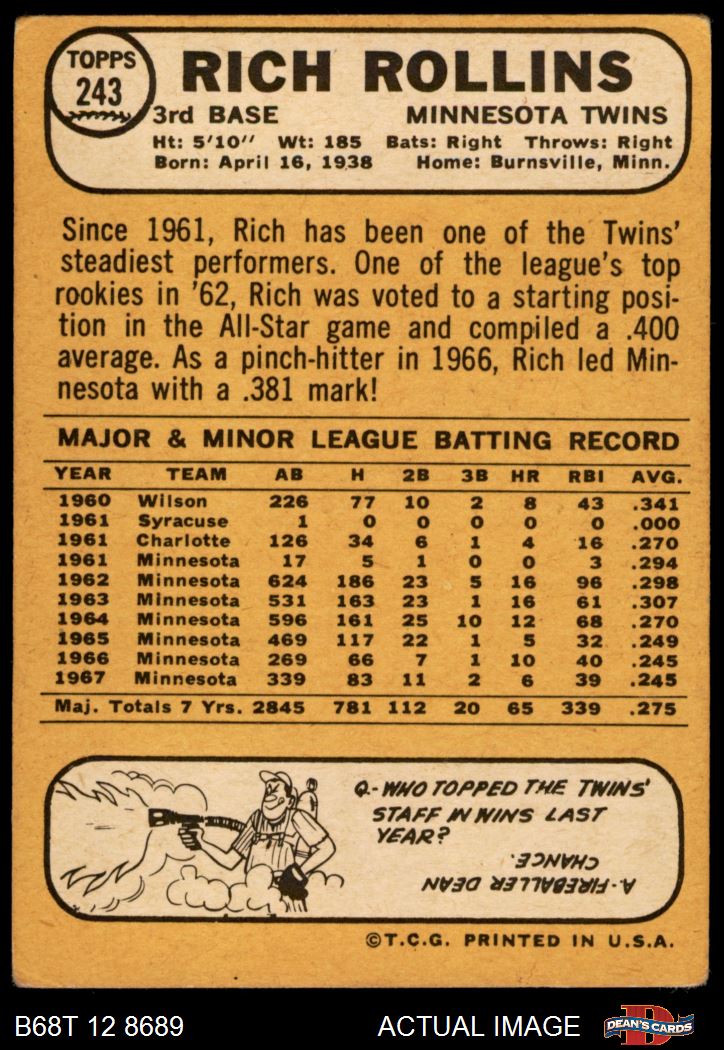 TOPPS
243
RICH ROLLINS
3rd BASE MINNESOTA TWINS
Ht: 5'10" Wt: 185 Bats: Right Throws: Right
Born: April 16, 1938 Home: Burnsville, Minn.
Since 1961, Rich has been one of the Twins'
steadiest performers. One of the league's top
rookies in '62, Rich was voted to a starting posi-
tion in the All-Star game and compiled a .400
average. As a pinch-hitter in 1966, Rich led Min-
nesota with a .381 mark!
MAJOR & MINOR LEAGUE BATTING RECORD
YEAR TEAM AB H 2B 3B HR RBI AVG.
1960 Wilson 226 77 10 2 8 43 .341
1961 Syracuse 1 0 0 0 0 0 .000
1961 Charlotte 126 34 6 1 4 16 .270
1961 Minnesota 17 5 1 0 0 3 .294
1962 Minnesota 624 186 23 5 16 96 .298
1963 Minnesota 531 163 23 1 16 61 .307
1964 Minnesota 596 161 25 10 12 68 .270
1965 Minnesota 469 117 22 1 5 32 .249
1966 Minnesota 269 66 7 1 10 40 .245
1967 Minnesota 339 83 11 2 6 39 .245
Maj. Totals 7 Yrs. 2845 781 112 20 65 339 .275
Q.-WHO TOPPED THE TWINS'
STAFF IN WINS LAST
YEAR?
A.-FIREBALLER DEAN
CHANCE.
©T.C.G. PRINTED IN U.S.A.
B68T 12 8689 ACTUAL IMAGE
D
DEAN'S CARDS